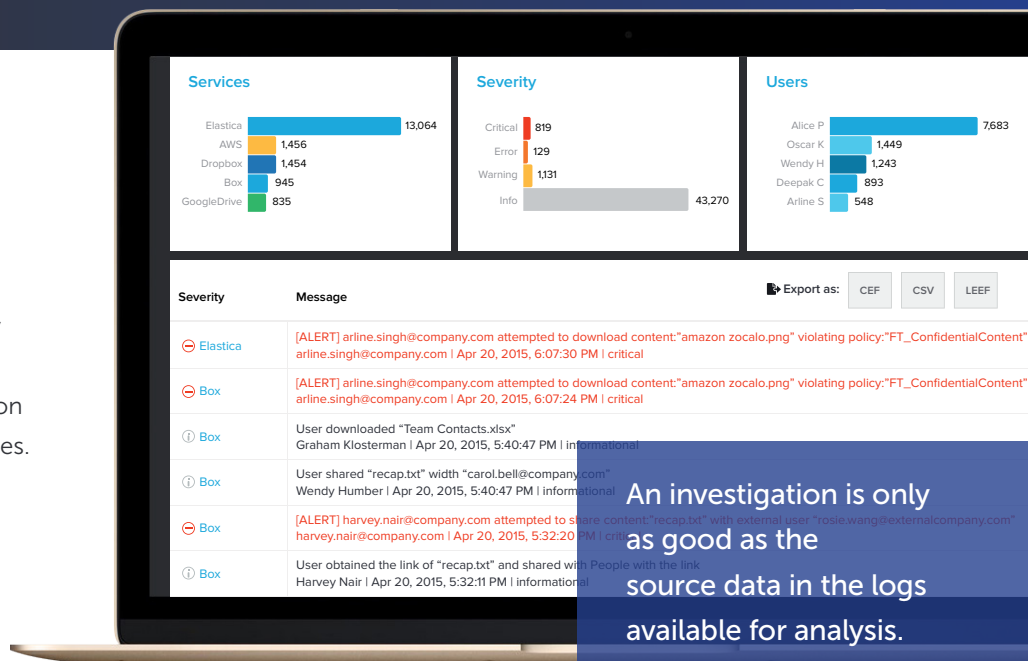 on
es.
Services
Elastica 13,064
AWS 1,456
Dropbox 1,454
Box 945
GoogleDrive 835
Severity
Critical 819
Error 129
Warning 1,131
Info 43,270
Users
Alice P 7,683
Oscar K 1,449
Wendy H 1,243
Deepak C 893
Arline S 548
Severity Message Export as: CEF CSV LEEF
Elastica
[ALERT] arline.singh@company.com attempted to download content:"amazon zocalo.png" violating policy:"FT_ConfidentialContent"
arline.singh@company.com | Apr 20, 2015, 6:07:30 PM | critical
Box
[ALERT] arline.singh@company.com attempted to download content:"amazon zocalo.png" violating policy:"FT_ConfidentialContent"
arline.singh@company.com | Apr 20, 2015, 6:07:24 PM | critical
Box
User downloaded “Team Contacts.xlsx”
Graham Klosterman | Apr 20, 2015, 5:40:47 PM | informational
Box
User shared “recap.txt” width “carol.bell@company.com”
Wendy Humber | Apr 20, 2015, 5:40:47 PM | informational
Box
[ALERT] harvey.nair@company.com attempted to share content:"recap.txt" with external user "rosie.wang@externalcompany.com"
harvey.nair@company.com | Apr 20, 2015, 5:32:20 PM | critical
Box
User obtained the link of “recap.txt” and shared with People with the link
Harvey Nair | Apr 20, 2015, 5:32:11 PM | informational
An investigation is only
as good as the
source data in the logs
available for analysis.